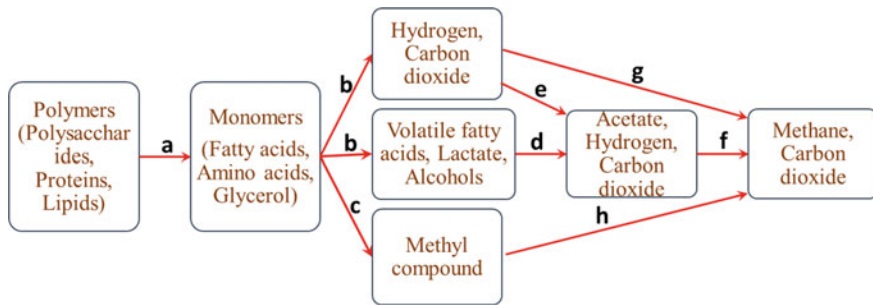 Polymers
(Polysacchar
ides,
Proteins,
Lipids)
a
Monomers
(Fatty acids,
Amino acids,
Glycerol)
b
b
c
Hydrogen,
Carbon
dioxide
Volatile fatty
acids, Lactate,
Alcohols
Methyl
compound
e
d
g
Acetate,
Hydrogen,
Carbon
dioxide
f
h
Methane,
Carbon
dioxide